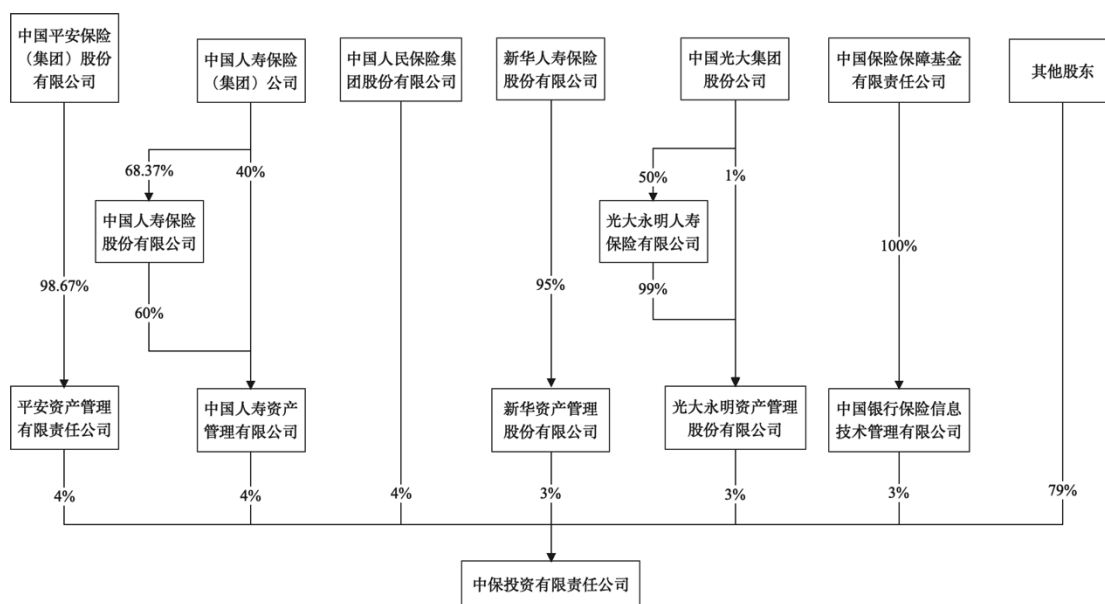 中国平安保险
（集团）股份
有限公司
中国人寿保险
（集团）公司
中国人民保险集
团股份有限公司
新华人寿保险
股份有限公司
中国光大集团
股份公司
中国保险保障基金
有限责任公司
其他股东
68.37%
40%
50%
1%
中国人寿保险
股份有限公司
光大永明人寿
保险有限公司
100%
98.67%
60%
95%
99%
平安资产管理
有限责任公司
中国人寿资产
管理有限公司
新华资产管理
股份有限公司
光大永明资产管理
股份有限公司
中国银行保险信息
技术管理有限公司
4%
4%
4%
3%
3%
3%
79%
中保投资有限责任公司